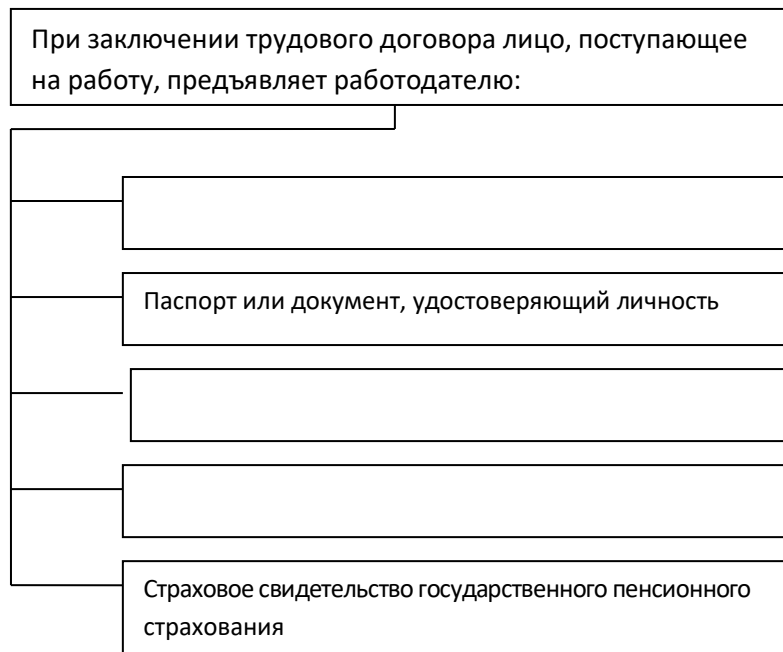 При заключении трудового договора лицо, поступающее
на работу, предъявляет работодателю:
Паспорт или документ, удостоверяющий личность
Страховое свидетельство государственного пенсионного
страхования